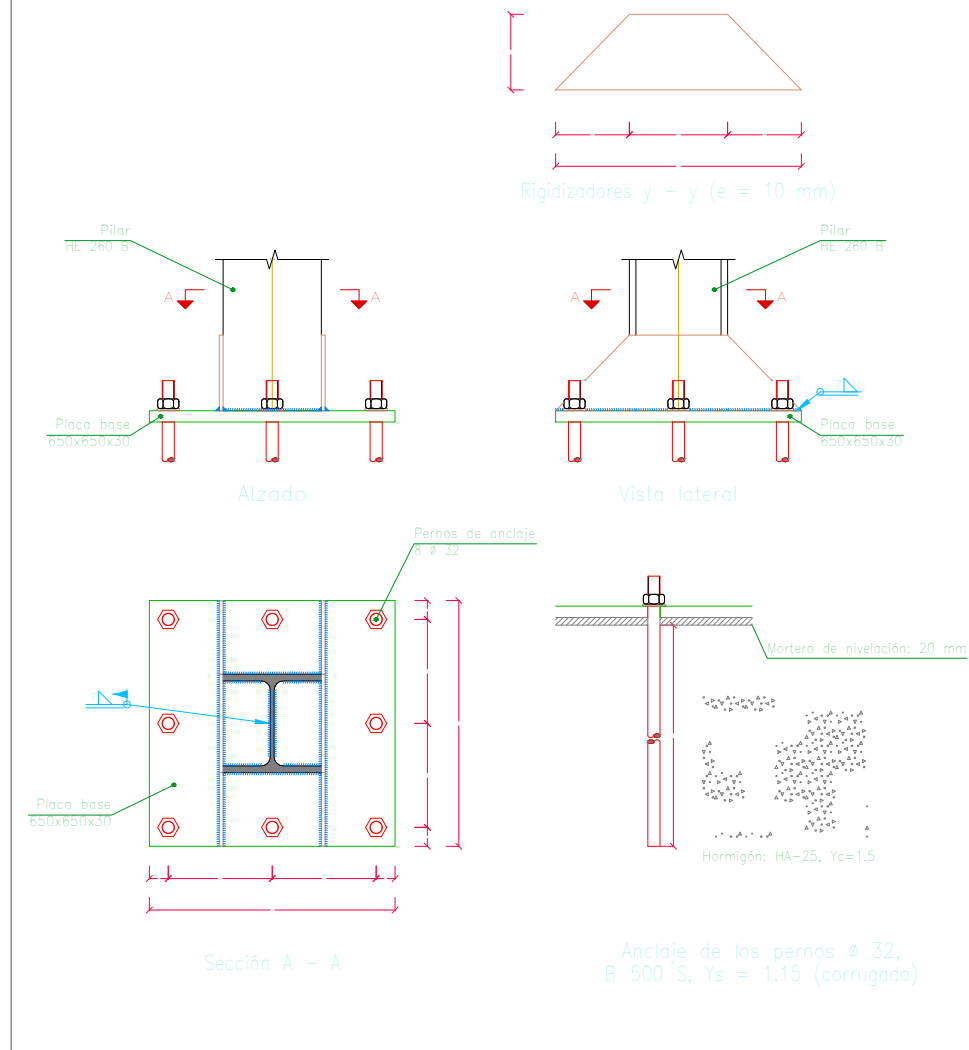 Rigidizadores y - y (e = 10 mm)
Pilar
HE 260 B
Pilar
HE 260 B
A
A
A
A
Placa base
650x650x30
Placa base
650x650x30
Alzado
Vista lateral
Pernos de anclaje
8 Ø 32
Mortero de nivelación: 20 mm
7
Placa base
650x650x30
Hormigón: HA-25, Yc=1.5
Sección A - A
Anclaje de los pernos Ø 32,
B 500 S, Ys = 1.15 (corrugado)